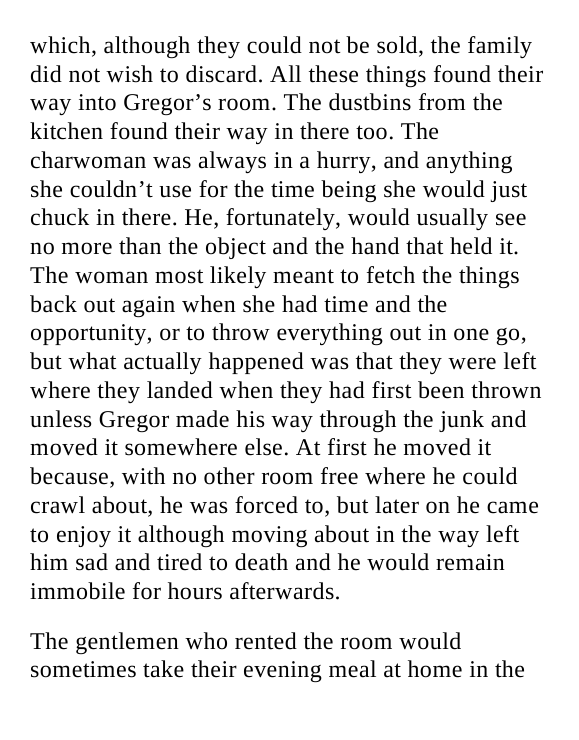 which, although they could not be sold, the family
did not wish to discard. All these things found their
way into Gregor’s room. The dustbins from the
kitchen found their way in there too. The
charwoman was always in a hurry, and anything
she couldn’t use for the time being she would just
chuck in there. He, fortunately, would usually see
no more than the object and the hand that held it.
The woman most likely meant to fetch the things
back out again when she had time and the
opportunity, or to throw everything out in one go,
but what actually happened was that they were left
where they landed when they had first been thrown
unless Gregor made his way through the junk and
moved it somewhere else. At first he moved it
because, with no other room free where he could
crawl about, he was forced to, but later on he came
to enjoy it although moving about in the way left
him sad and tired to death and he would remain
immobile for hours afterwards.
The gentlemen who rented the room would
sometimes take their evening meal at home in the